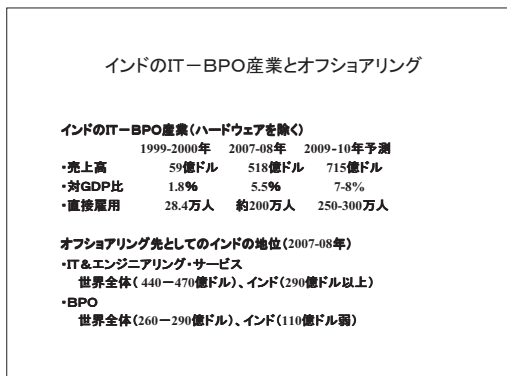 インドのIT－BPO産業とオフショアリング
インドのIT－BPO産業（ハードウェアを除く）
1999-2000年 2007-08年 2009-10年予測
・売上高 59億ドル 518億ドル 715億ドル
・対GDP比 1.8% 5.5% 7-8%
・直接雇用 28.4万人 約200万人 250-300万人
オフショアリング先としてのインドの地位（2007-08年）
・IT＆エンジニアリング・サービス
世界全体（ 440－470億ドル）、インド（290億ドル以上）
・BPO
世界全体（260－290億ドル）、インド（110億ドル弱）